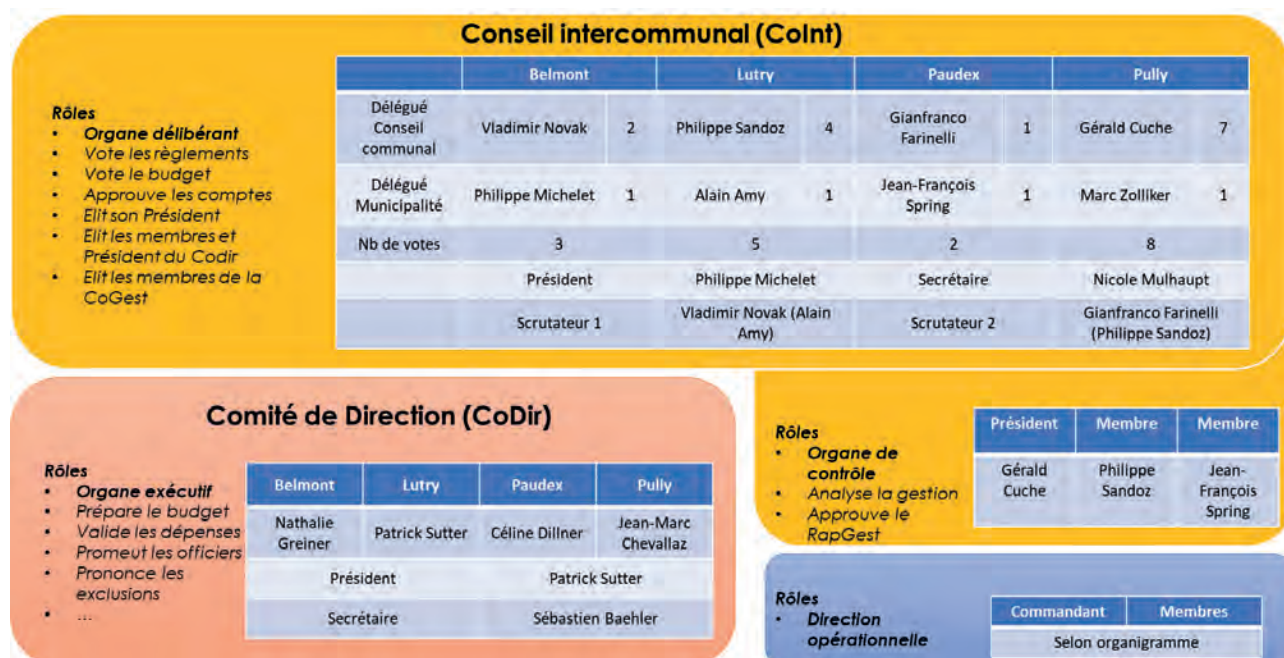 Conseil intercommunal (CoInt)
Rôles
• Organe délibérant
• Vote les règlements
• Vote le budget
• Approuve les comptes
• Elit son Président
• Elit les membres et
Président du Codir
• Elit les membres de la
CoGest
Belmont Lutry Paudex Pully
Délégué
Conseil
communal
Vladimir Novak 2 Philippe Sandoz 4 Gianfranco
Farinelli 1 Gérald Cuche 7
Délégué
Municipalité
Philippe Michelet 1 Alain Amy 1 Jean-François
Spring 1 Marc Zolliker 1
Nb de votes 3 5 2 8
Président Philippe Michelet Secrétaire Nicole Mulhaupt
Scrutateur 1 Vladimir Novak (Alain
Amy) Scrutateur 2 Gianfranco Farinelli
(Philippe Sandoz)
Comité de Direction (CoDir)
Rôles
• Organe exécutif
• Prépare le budget
• Valide les dépenses
• Promeut les officiers
• Prononce les
exclusions
• ...
Belmont Lutry Paudex Pully
Nathalie
Greiner Patrick Sutter Céline Dillner Jean-Marc
Chevallaz
Président Patrick Sutter
Secrétaire Sébastien Baehler
Rôles
• Organe de
contrôle
• Analyse la gestion
• Approuve le
RapGest
Président Membre Membre
Gérald
Cuche Philippe
Sandoz Jean-
François
Spring
Rôles
• Direction
opérationnelle
Commandant Membres
Selon organigramme